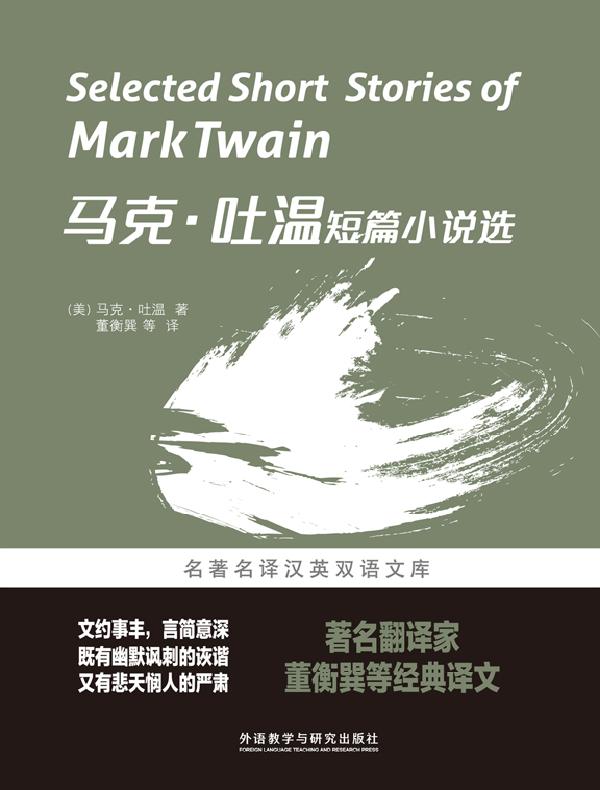 Selected Short Stories of
Mark Twain
马克·吐温短篇小说选
(美) 马克·吐温 著
董衡巽 等 译
名著名译汉英双语文库
文约事丰，言简意深
既有幽默讽刺的诙谐
又有悲天悯人的严肃
著名翻译家
董衡巽等经典译文
外语教学与研究出版社
FOREIGN LANGUAGE TEACHING AND RESEARCH PRESS